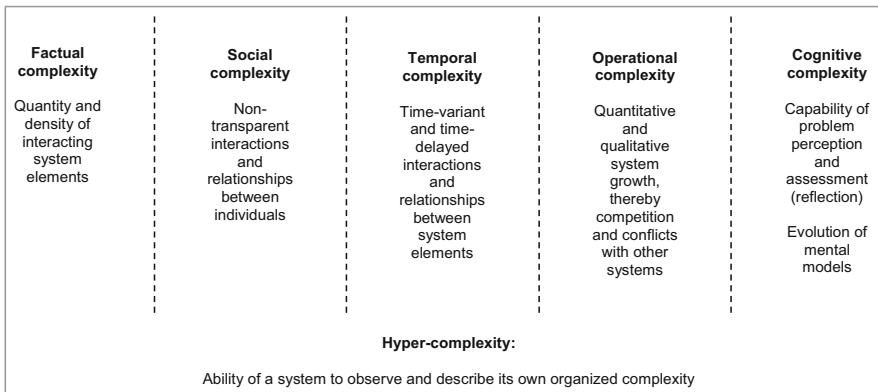 Factual
complexity
Quantity and
density of
interacting
system
elements
Social
complexity
Non-
transparent
interactions
and
relationships
between
individuals
Temporal
complexity
Time-variant
and time-
delayed
interactions
and
relationships
between
system
elements
Operational
complexity
Quantitative
and
qualitative
system
growth,
thereby
competition
and conflicts
with other
systems
Cognitive
complexity
Capability of
problem
perception
and
assessment
(reflection)
Evolution of
mental
models
Hyper-complexity:
Ability of a system to observe and describe its own organized complexity